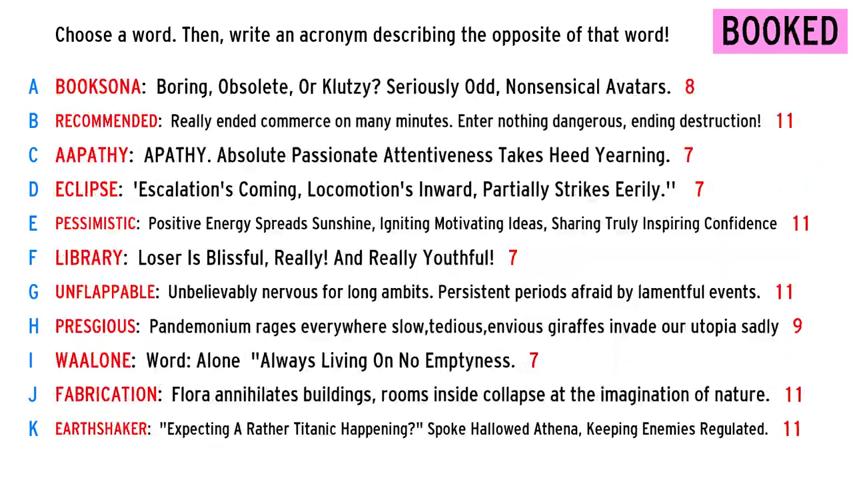 Choose a word. Then, write an acronym describing the opposite of that word!
BOOKED
A BOOKSONA: Boring, Obsolete, Or Klutzy? Seriously Odd, Nonsensical Avatars. 8
B RECOMMENDED: Really ended commerce on many minutes. Enter nothing dangerous, ending destruction! 11
C AAPATHY: APATHY. Absolute Passionate Attentiveness Takes Heed Yearning. 7
D ECLIPSE: 'Escalation's Coming, Locomotion's Inward, Partially Strikes Eerily.'' 7
E PESSIMISTIC: Positive Energy Spreads Sunshine, Igniting Motivating Ideas, Sharing Truly Inspiring Confidence 11
F LIBRARY: Loser Is Blissful, Really! And Really Youthful! 7
G UNFLAPPABLE: Unbelievably nervous for long ambits. Persistent periods afraid by lamentful events. 11
H PRESGIOUS: Pandemonium rages everywhere slow,tedious,envious giraffes invade our utopia sadly 9
I WAALONE: Word: Alone "Always Living On No Emptyness. 7
J FABRICATION: Flora annihilates buildings, rooms inside collapse at the imagination of nature. 11
K EARTHSHAKER: "Expecting A Rather Titanic Happening?" Spoke Hallowed Athena, Keeping Enemies Regulated. 11